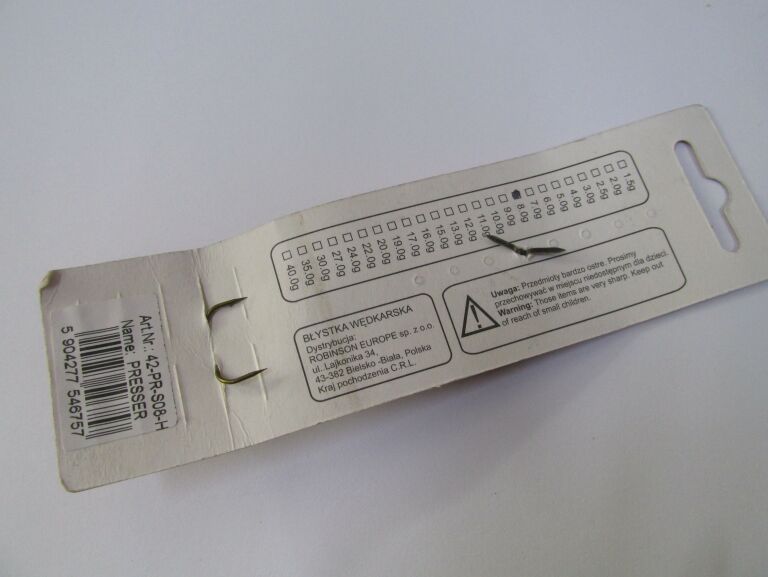 40.0g
35.0g
30.0g
27.0g
24.0g
22.0g
20.0g
19.0g
17.0g
16.0g
15.0g
13.0g
12.0g
11.0g
10.0g
9.0g
8.0g
7.0g
6.0g
5.0g
4.0g
3.0g
2.5g
2.0g
1.5g
BŁYSTKA WĘDKARSKA
Dystrybucja:
ROBINSON EUROPE sp. z.o.o.
ul. Lajkonika 34,
43-382 Bielsko -Biała, Polska
Kraj pochodzenia C.R.L.
Uwaga: Przedmioty bardzo ostre. Prosimy
przechowywać w miejscu niedostępnym dla dzieci.
Warning: Those items are very sharp. Keep out
of reach of small children.
Art.Nr.: 42-PR-S08-H
Name: PRESSER
5 904277 546757